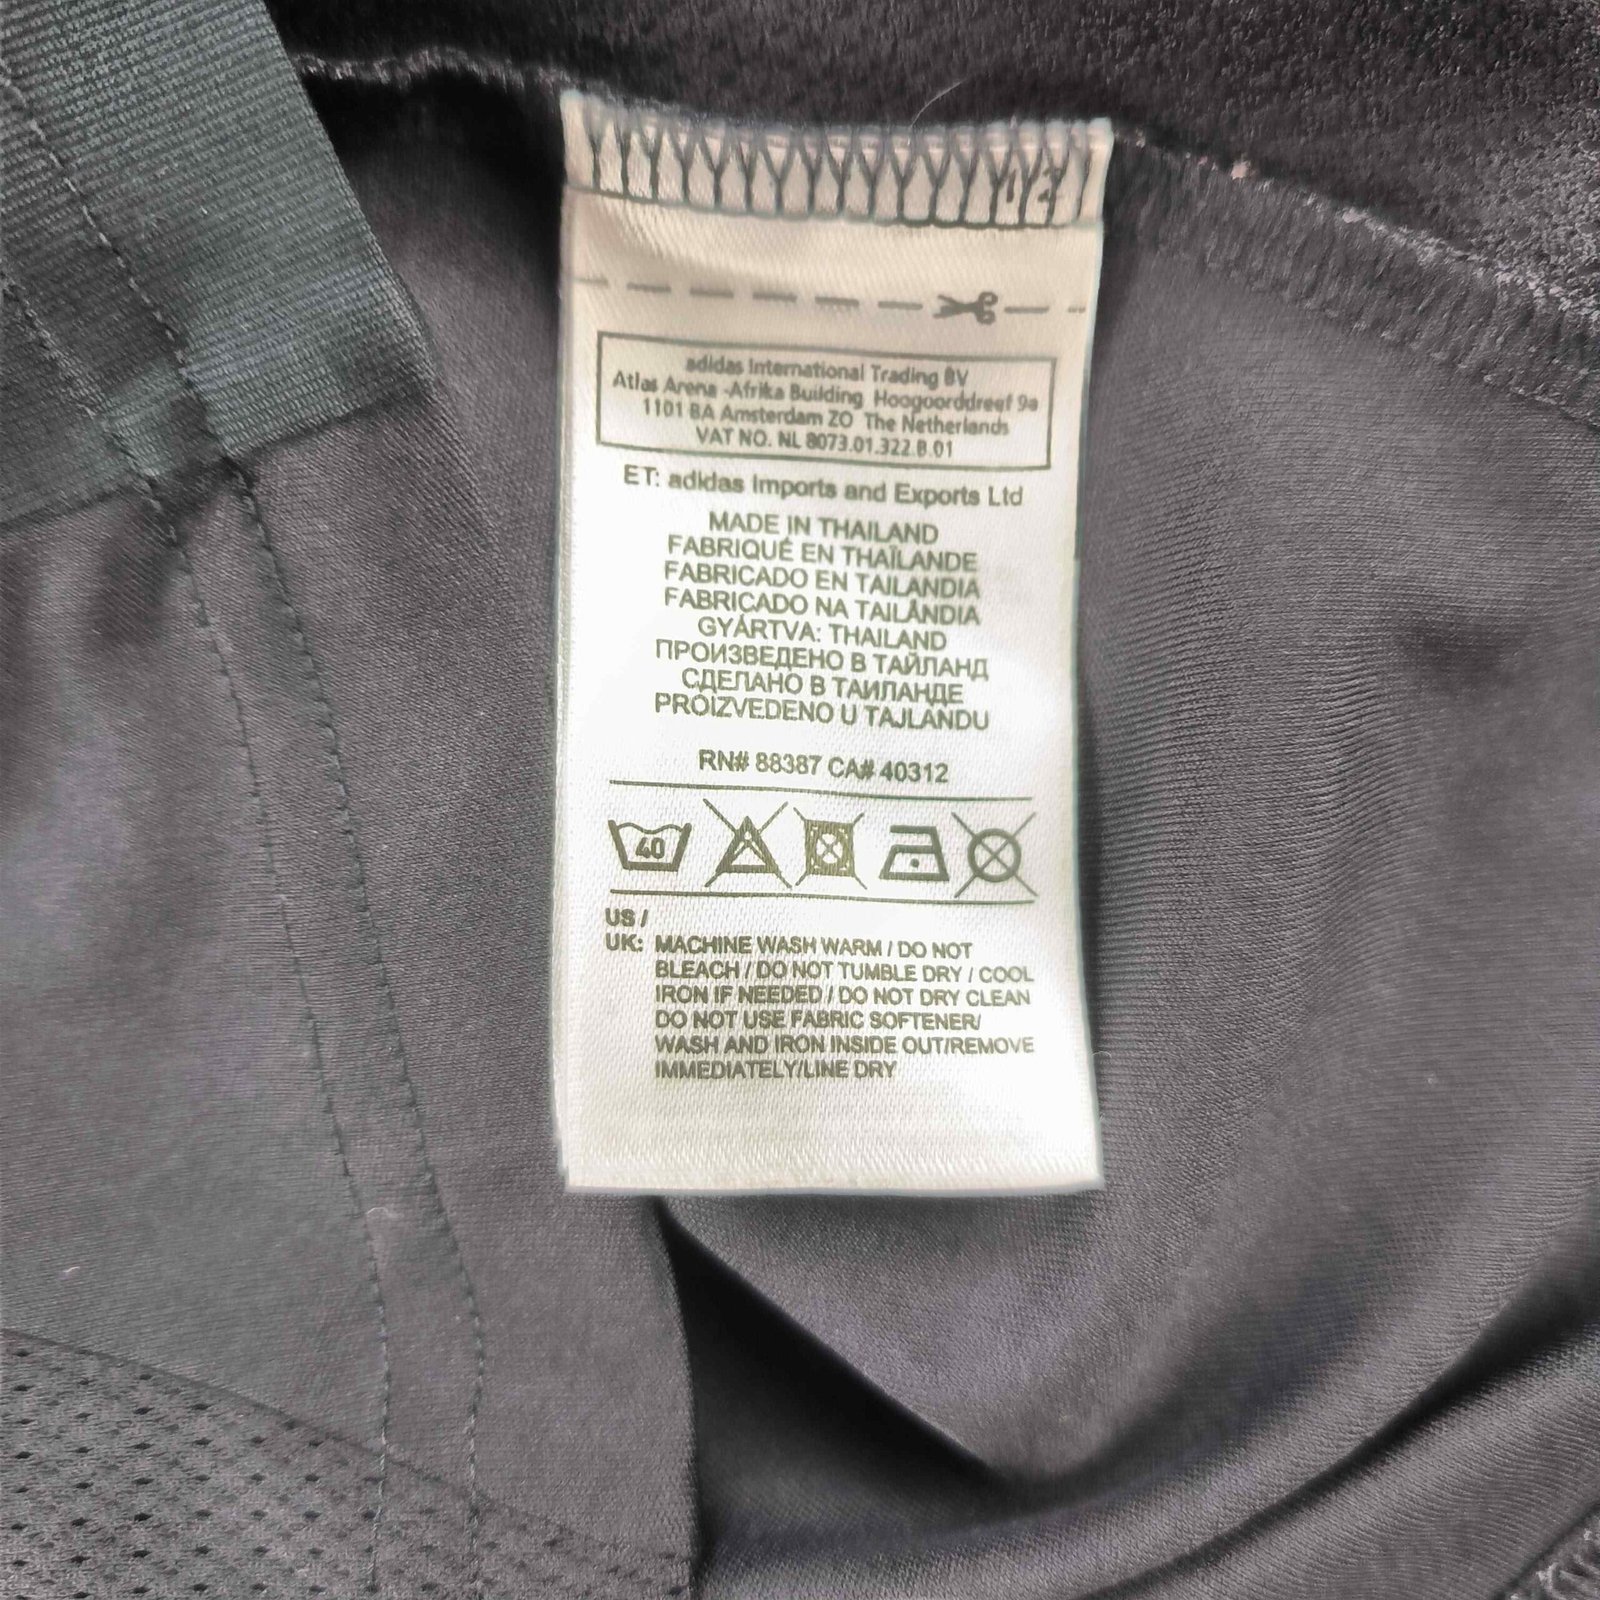 12
adidas International Trading BV
Atlas Arena -Afrika Building Hoogoorddreef 9a
1101 BA Amsterdam ZO The Netherlands
VAT NO. NL 8073.01.322.B.01
ET: adidas Imports and Exports Ltd
MADE IN THAILAND
FABRIQUÉ EN THAÏLANDE
FABRICADO EN TAILANDIA
FABRICADO NA TAILÂNDIA
GYÁRTVA: THAILAND
ПРОИЗВЕДЕНО В ТАЙЛАНД
СДЕЛАНО В ТАИЛАНДЕ
PROIZVEDENO U TAJLANDU
RN# 88387 CA# 40312
40
US /
UK: MACHINE WASH WARM / DO NOT
BLEACH / DO NOT TUMBLE DRY / COOL
IRON IF NEEDED / DO NOT DRY CLEAN
DO NOT USE FABRIC SOFTENER/
WASH AND IRON INSIDE OUT/REMOVE
IMMEDIATELY/LINE DRY